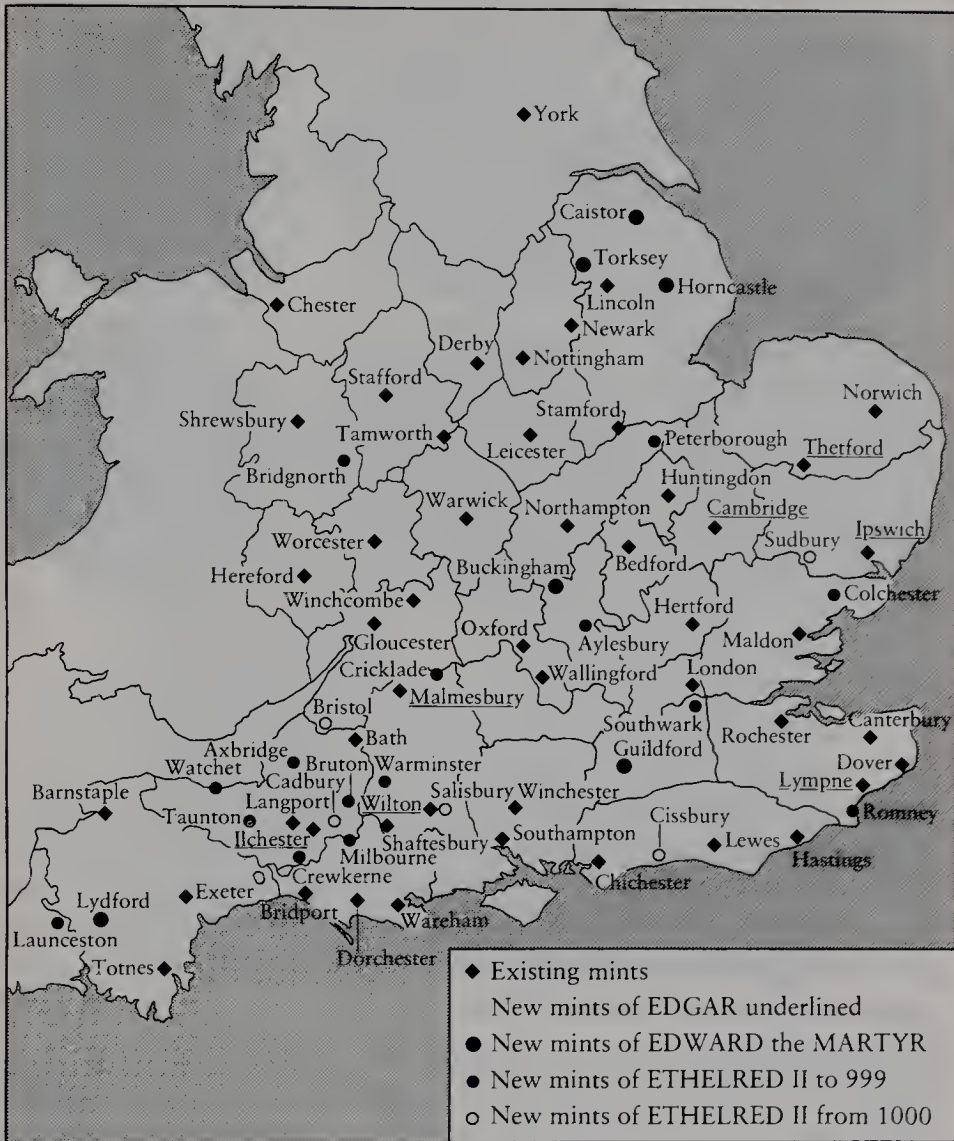 York
Caistor
Torksey
Lincoln
Horncastle
Chester
Newark
Derby
Nottingham
Stafford
Norwich
Shrewsbury
Stamford
Tamworth
Leicester
Peterborough
Thetford
Bridgnorth
Huntingdon
Warwick
Northampton
Cambridge
Ipswich
Worcester
Sudbury
Hereford
Buckingham
Bedford
Winchcombe
Hertford
Colchester
Gloucester
Oxford
Aylesbury
Maldon
Cricklade
Wallingford
London
Malmesbury
Bristol
Southwark
Rochester
Canterbury
Bath
Guildford
Axbridge
Bruton
Warminster
Dover
Watchet
Cadbury
Salisbury
Winchester
Lympne
Barnstaple
Langport
Wilton
Taunton
Cissbury
Romney
Ilchester
Shaftesbury
Southampton
Lewes
Milbourne
Hastings
Crewkerne
Exeter
Chichester
Lydford
Bridport
Wareham
Launceston
Dorchester
Totnes
Existing mints
New mints of EDGAR underlined
New mints of EDWARD the MARTYR
New mints of ETHELRED II to 999
New mints of ETHELRED II from 1000